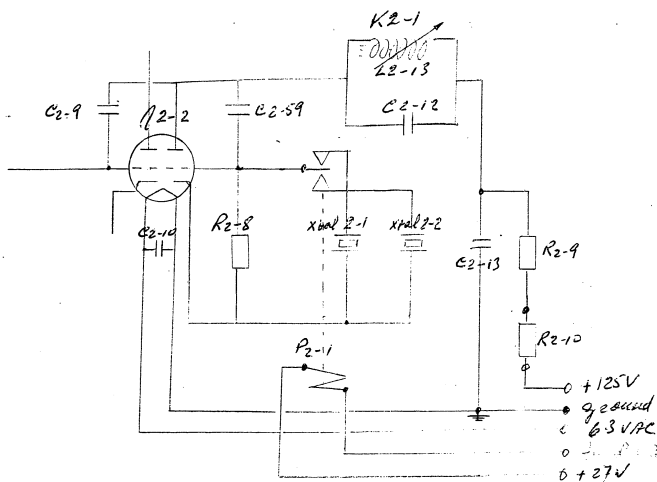 K2-1
L2-13
C2-9
Л2-2
C2-59
C2-12
C2-10
R2-8
xtal 2-1
xtal 2-2
C2-13
R2-9
P2-1
R2-10
+125V
ground
6.3 VAC
+27V